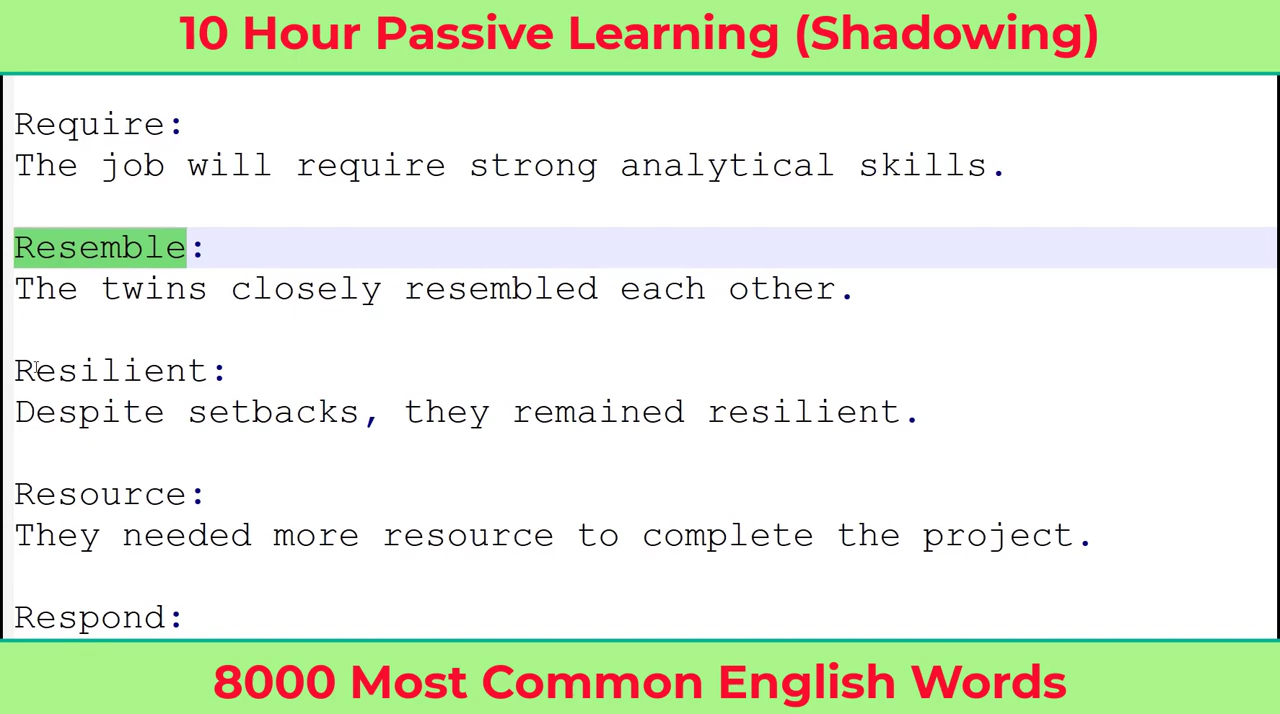 10 Hour Passive Learning (Shadowing)
Require:
The job will require strong analytical skills.
Resemble:
The twins closely resembled each other.
Resilient:
Despite setbacks, they remained resilient.
Resource:
They needed more resource to complete the project.
Respond:
8000 Most Common English Words